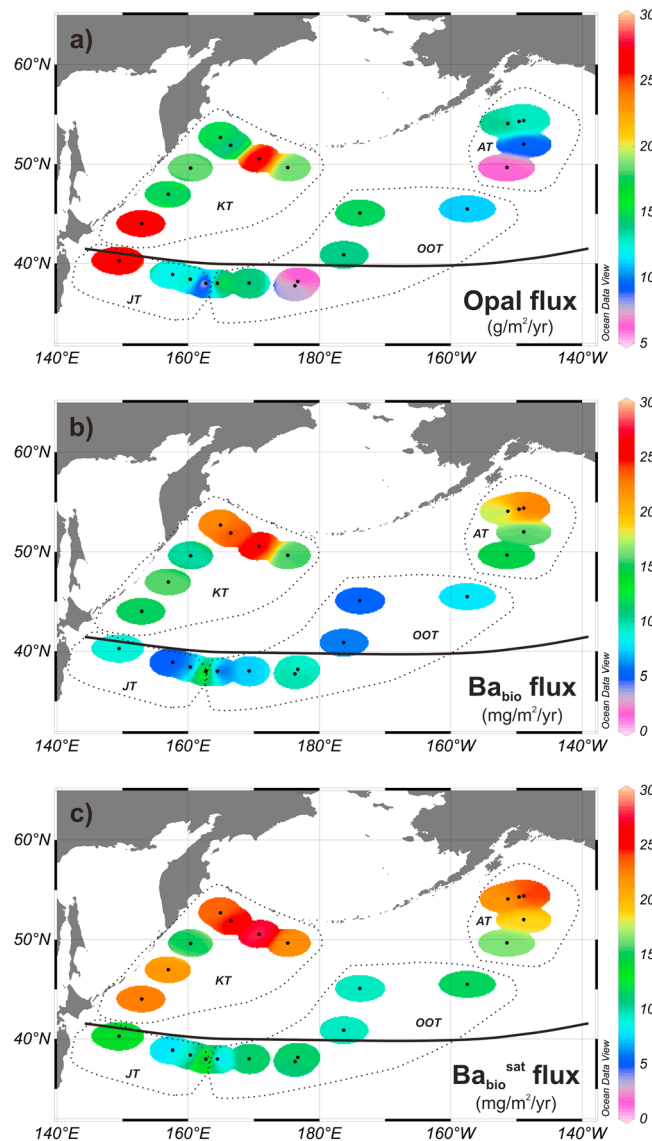 a)
60°N
50°N
40°N
KT
JT
OOT
AT
Opal flux
(g/m²/yr)
Ocean Data View
140°E
160°E
180°E
160°W
140°W
30
25
20
15
10
5
b)
60°N
50°N
40°N
KT
JT
OOT
AT
Ba_bio flux
(mg/m²/yr)
Ocean Data View
140°E
160°E
180°E
160°W
140°W
30
25
20
15
10
5
0
c)
60°N
50°N
40°N
KT
JT
OOT
AT
Ba_bio^sat flux
(mg/m²/yr)
Ocean Data View
140°E
160°E
180°E
160°W
140°W
30
25
20
15
10
5
0